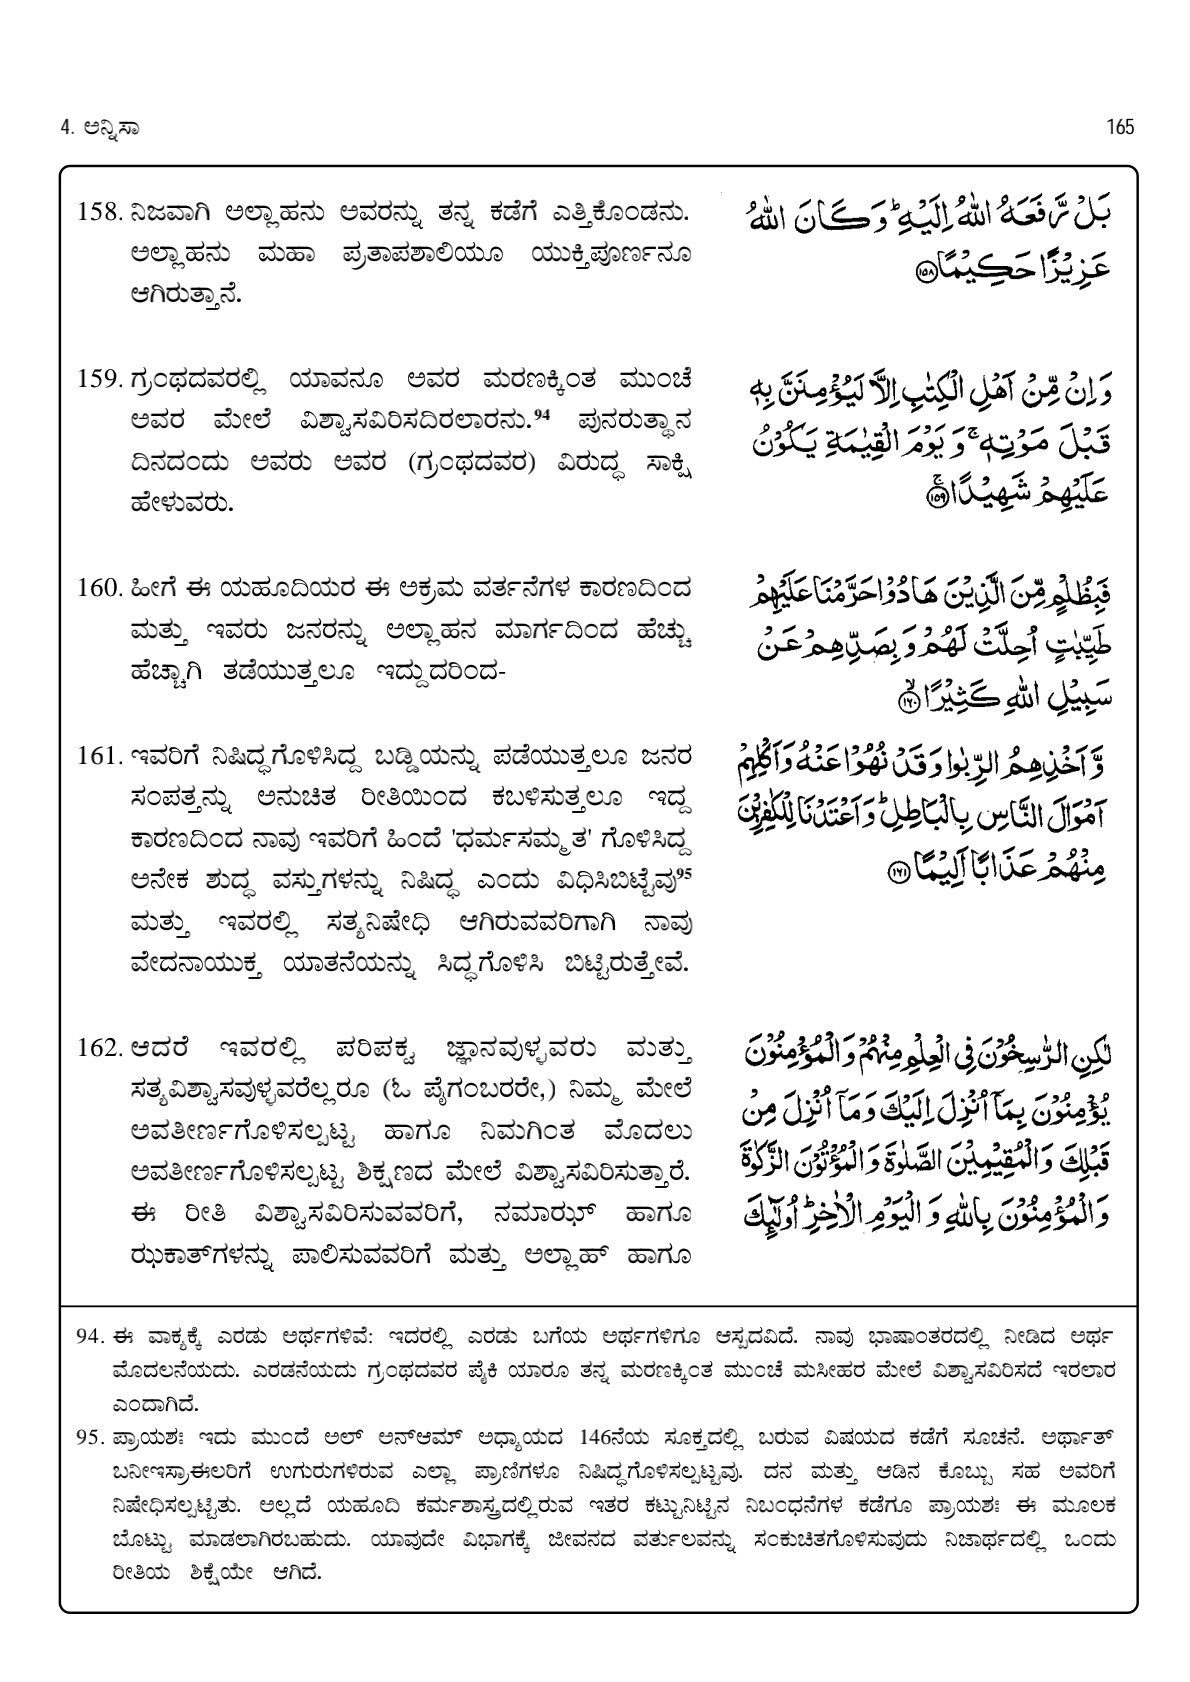 4. ಅನ್ನಿಸಾ
165
158. ನಿಜವಾಗಿ ಅಲ್ಲಾಹನು ಅವರನ್ನು ತನ್ನ ಕಡೆಗೆ ಎತ್ತಿಕೊಂಡನು.
ಅಲ್ಲಾಹನು ಮಹಾ ಪ್ರತಾಪಶಾಲಿಯೂ ಯುಕ್ತಿಪೂರ್ಣನೂ
ಆಗಿರುತ್ತಾನೆ.
بَلْ رَّفَعَهُ اللّٰهُ اِلَيْهِ ؕ وَكَانَ اللّٰهُ
عَزِيْزًا حَكِيْمًا ﴿۱۵۸﴾
159. ಗ್ರಂಥದವರಲ್ಲಿ ಯಾವನೂ ಅವರ ಮರಣಕ್ಕಿಂತ ಮುಂಚೆ
ಅವರ ಮೇಲೆ ವಿಶ್ವಾಸವಿರಿಸದಿರಲಾರನು.94 ಪುನರುತ್ಥಾನ
ದಿನದಂದು ಅವರು ಅವರ (ಗ್ರಂಥದವರ) ವಿರುದ್ಧ ಸಾಕ್ಷಿ
ಹೇಳುವರು.
وَاِنْ مِّنْ اَهْلِ الْكِتٰبِ اِلَّا لَيُؤْمِنَنَّ بِهٖ
قَبْلَ مَوْتِهٖ ۚ وَيَوْمَ الْقِيٰمَةِ يَكُوْنُ
عَلَيْهِمْ شَهِيْدًا ۚ ﴿۱۵۹﴾
160. ಹೀಗೆ ಈ ಯಹೂದಿಯರ ಈ ಅಕ್ರಮ ವರ್ತನೆಗಳ ಕಾರಣದಿಂದ
ಮತ್ತು ಇವರು ಜನರನ್ನು ಅಲ್ಲಾಹನ ಮಾರ್ಗದಿಂದ ಹೆಚ್ಚು
ಹೆಚ್ಚಾಗಿ ತಡೆಯುತ್ತಲೂ ಇದ್ದುದರಿಂದ-
فَبِظُلْمٍ مِّنَ الَّذِيْنَ هَادُوْا حَرَّمْنَا عَلَيْهِمْ
طَيِّبٰتٍ اُحِلَّتْ لَهُمْ وَبِصَدِّهِمْ عَنْ
سَبِيْلِ اللّٰهِ كَثِيْرًا ۙ ﴿۱۶۰﴾
161. ಇವರಿಗೆ ನಿಷಿದ್ಧಗೊಳಿಸಿದ್ದ ಬಡ್ಡಿಯನ್ನು ಪಡೆಯುತ್ತಲೂ ಜನರ
ಸಂಪತ್ತನ್ನು ಅನುಚಿತ ರೀತಿಯಿಂದ ಕಬಳಿಸುತ್ತಲೂ ಇದ್ದ
ಕಾರಣದಿಂದ ನಾವು ಇವರಿಗೆ ಹಿಂದೆ 'ಧರ್ಮಸಮ್ಮತ' ಗೊಳಿಸಿದ್ದ
ಅನೇಕ ಶುದ್ಧ ವಸ್ತುಗಳನ್ನು ನಿಷಿದ್ಧ ಎಂದು ವಿಧಿಸಿಬಿಟ್ಟೆವು95
ಮತ್ತು ಇವರಲ್ಲಿ ಸತ್ಯನಿಷೇಧಿ ಆಗಿರುವವರಿಗಾಗಿ ನಾವು
ವೇದನಾಯುಕ್ತ ಯಾತನೆಯನ್ನು ಸಿದ್ಧಗೊಳಿಸಿ ಬಿಟ್ಟಿರುತ್ತೇವೆ.
وَّاَخْذِهِمُ الرِّبٰوا وَقَدْ نُهُوْا عَنْهُ وَاَكْلِهِمْ
اَمْوَالَ النَّاسِ بِالْبَاطِلِ ؕ وَاَعْتَدْنَا لِلْكٰفِرِيْنَ
مِنْهُمْ عَذَابًا اَلِيْمًا ﴿۱۶۱﴾
162. ಆದರೆ ಇವರಲ್ಲಿ ಪರಿಪಕ್ವ ಜ್ಞಾನವುಳ್ಳವರು ಮತ್ತು
ಸತ್ಯವಿಶ್ವಾಸವುಳ್ಳವರೆಲ್ಲರೂ (ಓ ಪೈಗಂಬರರೇ,) ನಿಮ್ಮ ಮೇಲೆ
ಅವತೀರ್ಣಗೊಳಿಸಲ್ಪಟ್ಟ ಹಾಗೂ ನಿಮಗಿಂತ ಮೊದಲು
ಅವತೀರ್ಣಗೊಳಿಸಲ್ಪಟ್ಟ ಶಿಕ್ಷಣದ ಮೇಲೆ ವಿಶ್ವಾಸವಿರಿಸುತ್ತಾರೆ.
ಈ ರೀತಿ ವಿಶ್ವಾಸವಿರಿಸುವವರಿಗೆ, ನಮಾಝ್ ಹಾಗೂ
ಝಕಾತ್‌ಗಳನ್ನು ಪಾಲಿಸುವವರಿಗೆ ಮತ್ತು ಅಲ್ಲಾಹ್ ಹಾಗೂ
لٰكِنِ الرّٰسِخُوْنَ فِى الْعِلْمِ مِنْهُمْ وَالْمُؤْمِنُوْنَ
يُؤْمِنُوْنَ بِمَاۤ اُنْزِلَ اِلَيْكَ وَمَاۤ اُنْزِلَ مِنْ
قَبْلِكَ وَالْمُقِيْمِيْنَ الصَّلٰوةَ وَالْمُؤْتُوْنَ الزَّكٰوةَ
وَالْمُؤْمِنُوْنَ بِاللّٰهِ وَالْيَوْمِ الْاٰخِرِ ؕ اُولٰٓئِكَ
94. ಈ ವಾಕ್ಯಕ್ಕೆ ಎರಡು ಅರ್ಥಗಳಿವೆ: ಇದರಲ್ಲಿ ಎರಡು ಬಗೆಯ ಅರ್ಥಗಳಿಗೂ ಆಸ್ಪದವಿದೆ. ನಾವು ಭಾಷಾಂತರದಲ್ಲಿ ನೀಡಿದ ಅರ್ಥ
ಮೊದಲನೆಯದು. ಎರಡನೆಯದು ಗ್ರಂಥದವರ ಪೈಕಿ ಯಾರೂ ತನ್ನ ಮರಣಕ್ಕಿಂತ ಮುಂಚೆ ಮಸೀಹರ ಮೇಲೆ ವಿಶ್ವಾಸವಿರಿಸದೆ ಇರಲಾರ
ಎಂದಾಗಿದೆ.
95. ಪ್ರಾಯಶಃ ಇದು ಮುಂದೆ ಅಲ್ ಅನ್‌ಆಮ್ ಅಧ್ಯಾಯದ 146ನೆಯ ಸೂಕ್ತದಲ್ಲಿ ಬರುವ ವಿಷಯದ ಕಡೆಗೆ ಸೂಚನೆ. ಅರ್ಥಾತ್
ಬನೀಇಸ್ರಾಈಲರಿಗೆ ಉಗುರುಗಳಿರುವ ಎಲ್ಲಾ ಪ್ರಾಣಿಗಳೂ ನಿಷಿದ್ಧಗೊಳಿಸಲ್ಪಟ್ಟವು. ದನ ಮತ್ತು ಆಡಿನ ಕೊಬ್ಬು ಸಹ ಅವರಿಗೆ
ನಿಷೇಧಿಸಲ್ಪಟ್ಟಿತು. ಅಲ್ಲದೆ ಯಹೂದಿ ಕರ್ಮಶಾಸ್ತ್ರದಲ್ಲಿರುವ ಇತರ ಕಟ್ಟುನಿಟ್ಟಿನ ನಿಬಂಧನೆಗಳ ಕಡೆಗೂ ಪ್ರಾಯಶಃ ಈ ಮೂಲಕ
ಬೊಟ್ಟು ಮಾಡಲಾಗಿರಬಹುದು. ಯಾವುದೇ ವಿಭಾಗಕ್ಕೆ ಜೀವನದ ವರ್ತುಲವನ್ನು ಸಂಕುಚಿತಗೊಳಿಸುವುದು ನಿಜಾರ್ಥದಲ್ಲಿ ಒಂದು
ರೀತಿಯ ಶಿಕ್ಷೆಯೇ ಆಗಿದೆ.